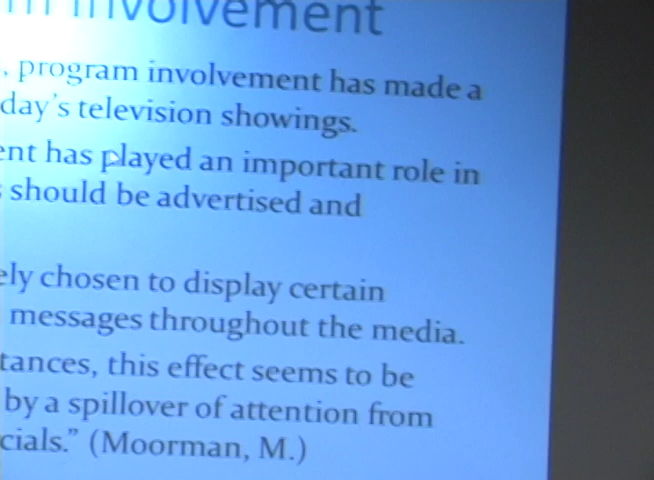 involvement
, program involvement has made a
day's television showings.
ent has played an important role in
should be advertised and
ely chosen to display certain
messages throughout the media.
tances, this effect seems to be
by a spillover of attention from
cials." (Moorman, M.)